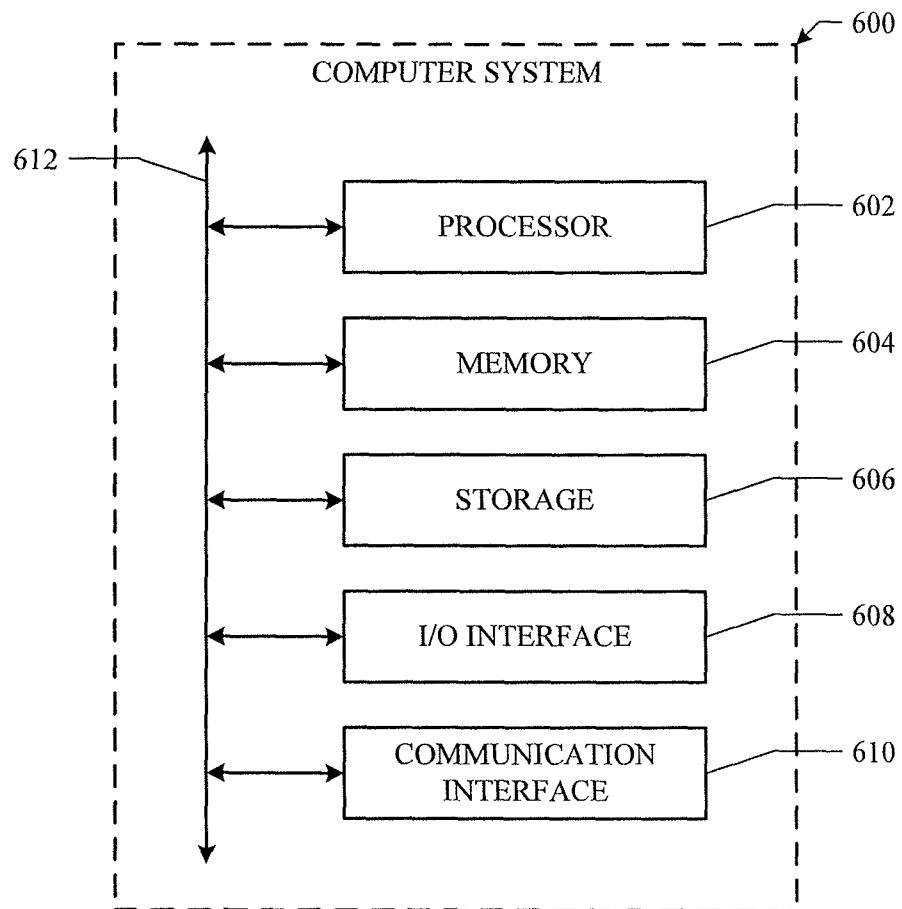 600
COMPUTER SYSTEM
612
PROCESSOR
602
MEMORY
604
STORAGE
606
I/O INTERFACE
608
COMMUNICATION
INTERFACE
610